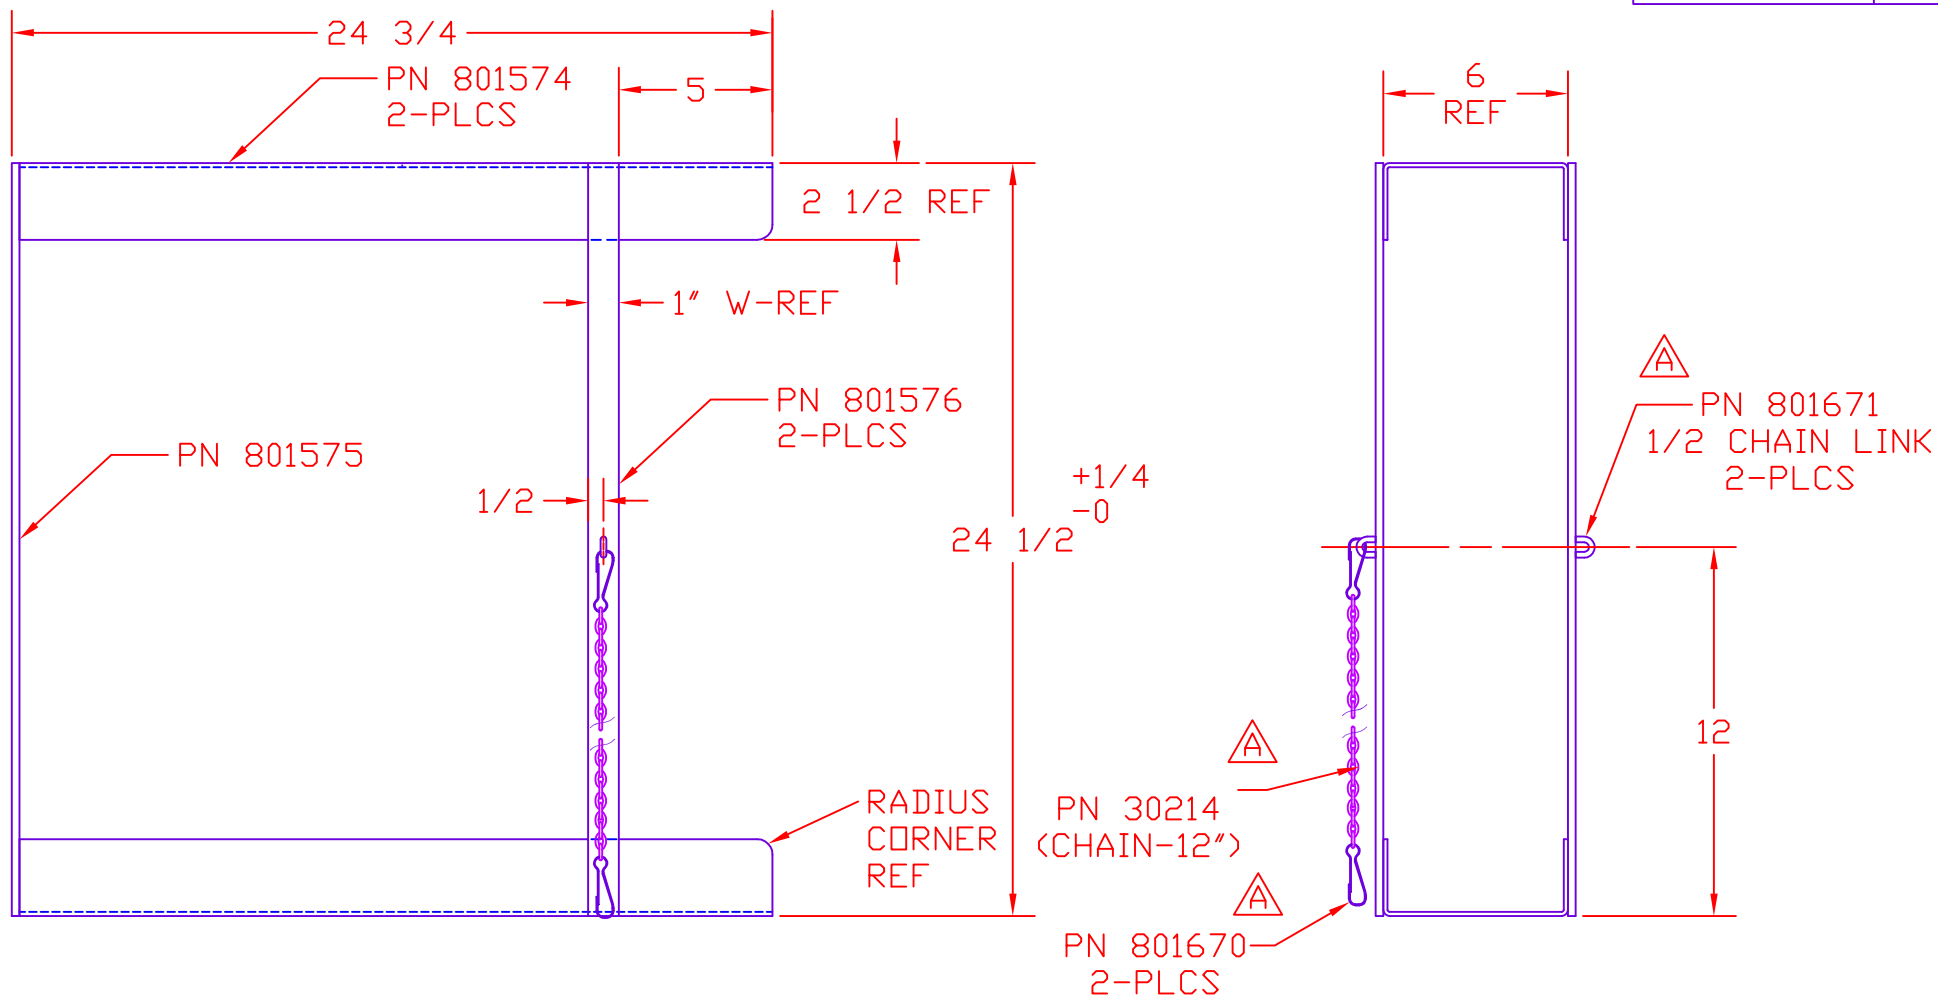 24 3/4
PN 801574
2-PLCS
5
6
REF
2 1/2 REF
1" W-REF
A
PN 801671
1/2 CHAIN LINK
2-PLCS
PN 801576
2-PLCS
PN 801575
1/2
+1/4
-0
24 1/2
12
A
PN 30214
(CHAIN-12")
RADIUS
CORNER
REF
A
PN 801670
2-PLCS